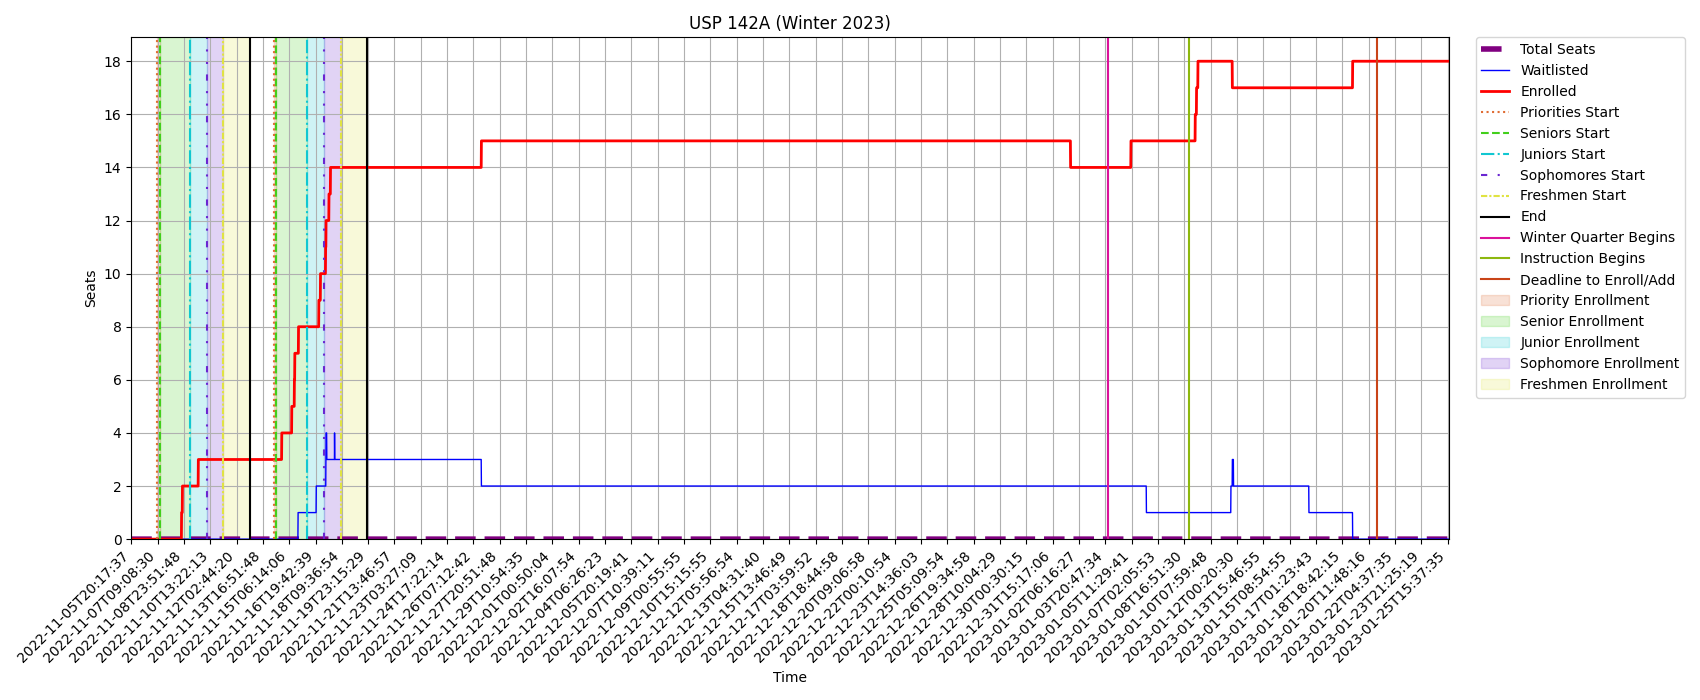 USP 142A (Winter 2023)
Seats
18
16
14
12
10
8
6
4
2
0
2022-11-05T20:17:37
2022-11-07T09:08:30
2022-11-08T23:51:48
2022-11-10T13:22:13
2022-11-12T02:44:20
2022-11-13T16:51:48
2022-11-15T06:14:06
2022-11-16T19:42:39
2022-11-18T09:36:54
2022-11-19T23:15:29
2022-11-21T13:46:57
2022-11-23T03:27:09
2022-11-24T17:22:14
2022-11-26T07:12:42
2022-11-27T20:51:48
2022-11-29T10:54:35
2022-12-01T00:50:04
2022-12-02T16:07:54
2022-12-04T06:26:23
2022-12-05T20:19:41
2022-12-07T10:39:11
2022-12-09T00:55:55
2022-12-10T15:15:55
2022-12-12T05:56:54
2022-12-13T04:31:40
2022-12-15T13:46:49
2022-12-17T03:59:52
2022-12-18T18:44:58
2022-12-20T09:06:58
2022-12-22T00:10:54
2022-12-23T14:36:03
2022-12-25T05:09:54
2022-12-26T19:34:58
2022-12-28T10:04:29
2022-12-30T00:30:15
2022-12-31T15:17:06
2023-01-02T06:16:27
2023-01-03T20:47:34
2023-01-05T11:29:41
2023-01-07T02:05:53
2023-01-08T16:51:30
2023-01-10T07:59:48
2023-01-12T00:20:30
2023-01-13T15:46:55
2023-01-15T08:54:55
2023-01-17T01:23:43
2023-01-18T18:42:15
2023-01-20T11:48:16
2023-01-22T04:37:35
2023-01-23T21:25:19
2023-01-25T15:37:35
Time
Total Seats
Waitlisted
Enrolled
Priorities Start
Seniors Start
Juniors Start
Sophomores Start
Freshmen Start
End
Winter Quarter Begins
Instruction Begins
Deadline to Enroll/Add
Priority Enrollment
Senior Enrollment
Junior Enrollment
Sophomore Enrollment
Freshmen Enrollment